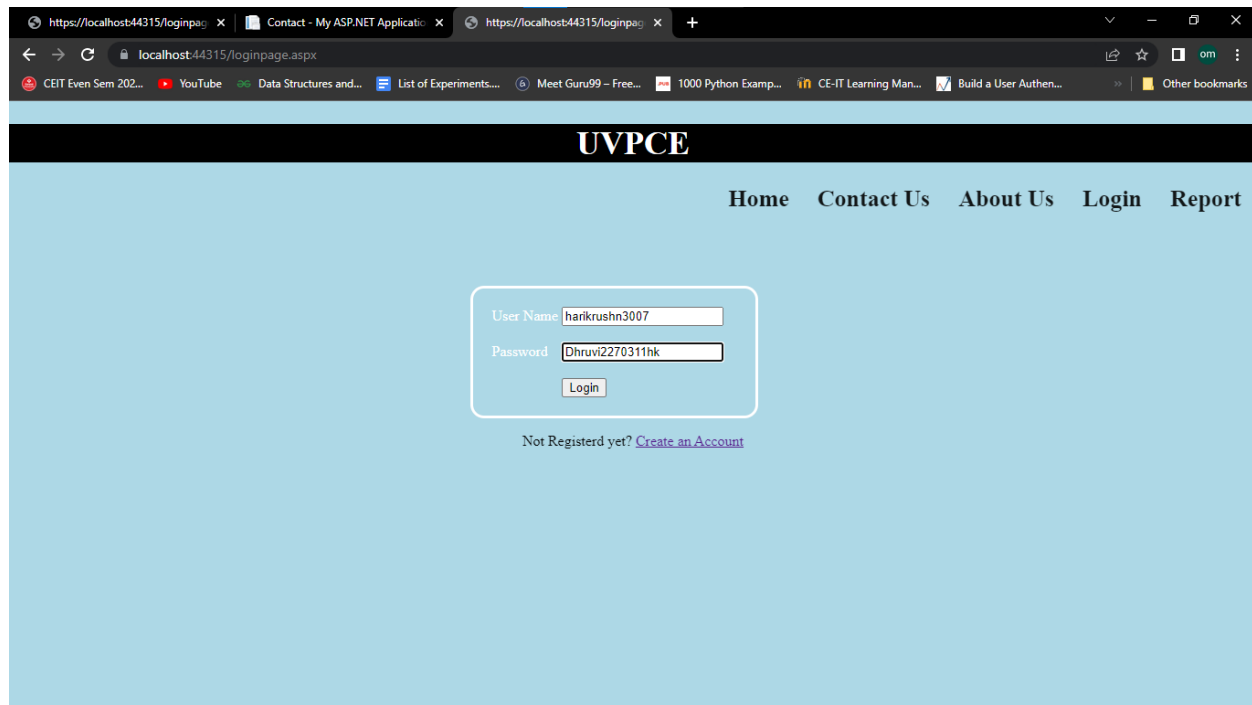 https://localhost:44315/loginpag
Contact - My ASP.NET Applicatio
https://localhost:44315/loginpag
localhost:44315/loginpage.aspx
om
CEIT Even Sem 202...
YouTube
Data Structures and...
List of Experiments....
Meet Guru99 – Free...
1000 Python Examp...
CE-IT Learning Man...
Build a User Authen...
Other bookmarks
UVPCE
Home Contact Us About Us Login Report
User Name harikrushn3007
Password Dhruvi2270311hk
Login
Not Registerd yet? Create an Account